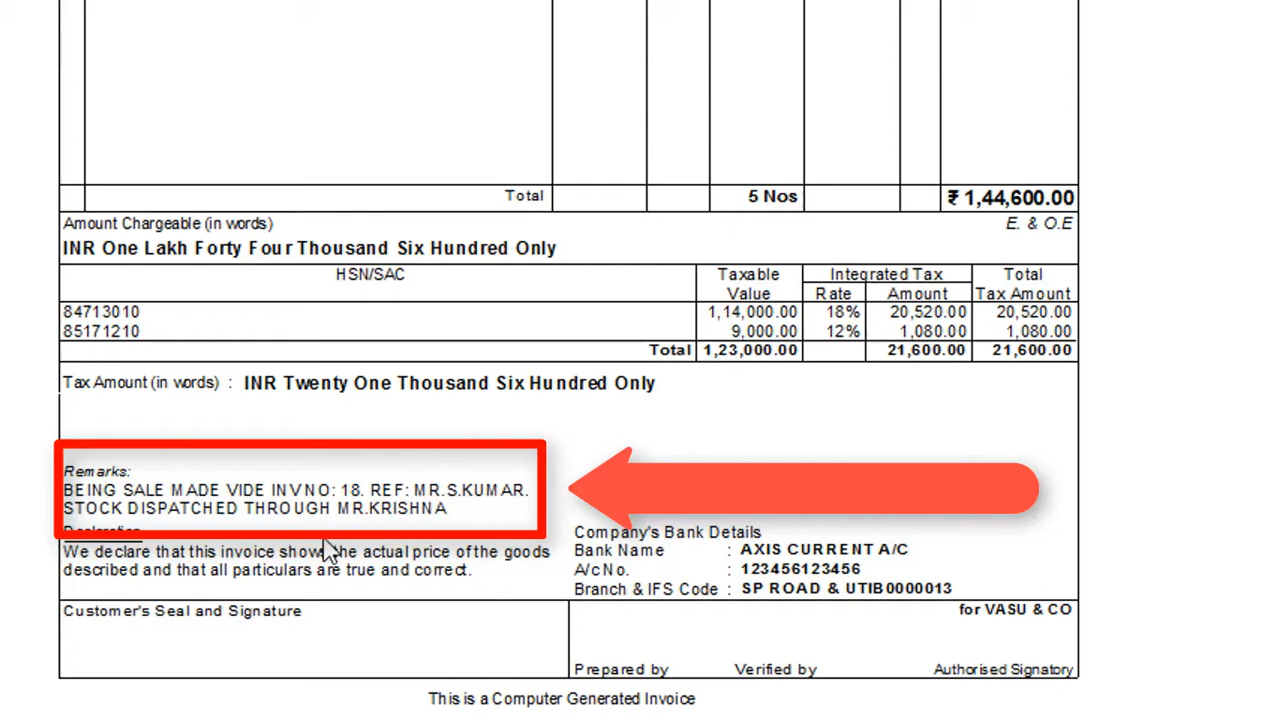 Total 5 Nos ₹ 1,44,600.00
Amount Chargeable (in words) E. & O.E
INR One Lakh Forty Four Thousand Six Hundred Only
HSN/SAC Taxable Integrated Tax Total
Value Rate Amount Tax Amount
84713010 1,14,000.00 18% 20,520.00 20,520.00
85171210 9,000.00 12% 1,080.00 1,080.00
Total 1,23,000.00 21,600.00 21,600.00
Tax Amount (in words) : INR Twenty One Thousand Six Hundred Only
Remarks:
BEING SALE MADE VIDE INVNO: 18. REF: MR.S.KUMAR.
STOCK DISPATCHED THROUGH MR.KRISHNA
Declaration
We declare that this invoice shows the actual price of the goods
described and that all particulars are true and correct.
Company's Bank Details
Bank Name : AXIS CURRENT A/C
A/c No. : 123456123456
Branch & IFS Code : SP ROAD & UTIB0000013
Customer's Seal and Signature
for VASU & CO
Prepared by Verified by Authorised Signatory
This is a Computer Generated Invoice